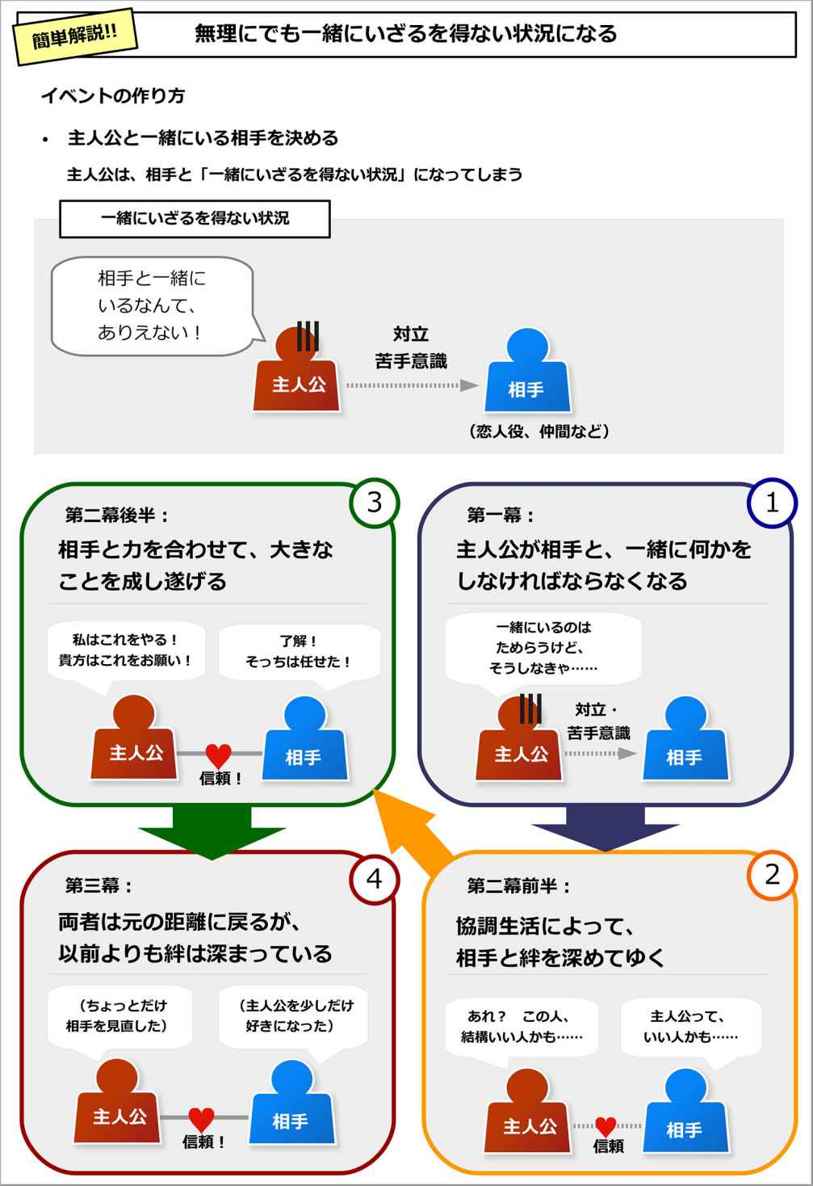 簡単解説!!
無理にでも一緒にいざるを得ない状況になる
イベントの作り方
・ 主人公と一緒にいる相手を決める
主人公は、相手と「一緒にいざるを得ない状況」になってしまう
一緒にいざるを得ない状況
相手と一緒に
いるなんて、
ありえない！
対立
苦手意識
主人公
相手
（恋人役、仲間など）
1
第一幕：
主人公が相手と、一緒に何かを
しなければならなくなる
一緒にいるのは
ためらうけど、
そうしなきゃ……
対立・
苦手意識
主人公
相手
2
第二幕前半：
協調生活によって、
相手と絆を深めてゆく
あれ？　この人、
結構いい人かも……
主人公って、
いい人かも……
主人公
相手
信頼
3
第二幕後半：
相手と力を合わせて、大きな
ことを成し遂げる
私はこれをやる！
貴方はこれをお願い！
了解！
そっちは任せた！
主人公
相手
信頼！
4
第三幕：
両者は元の距離に戻るが、
以前よりも絆は深まっている
（ちょっとだけ
相手を見直した）
（主人公を少しだけ
好きになった）
主人公
相手
信頼！